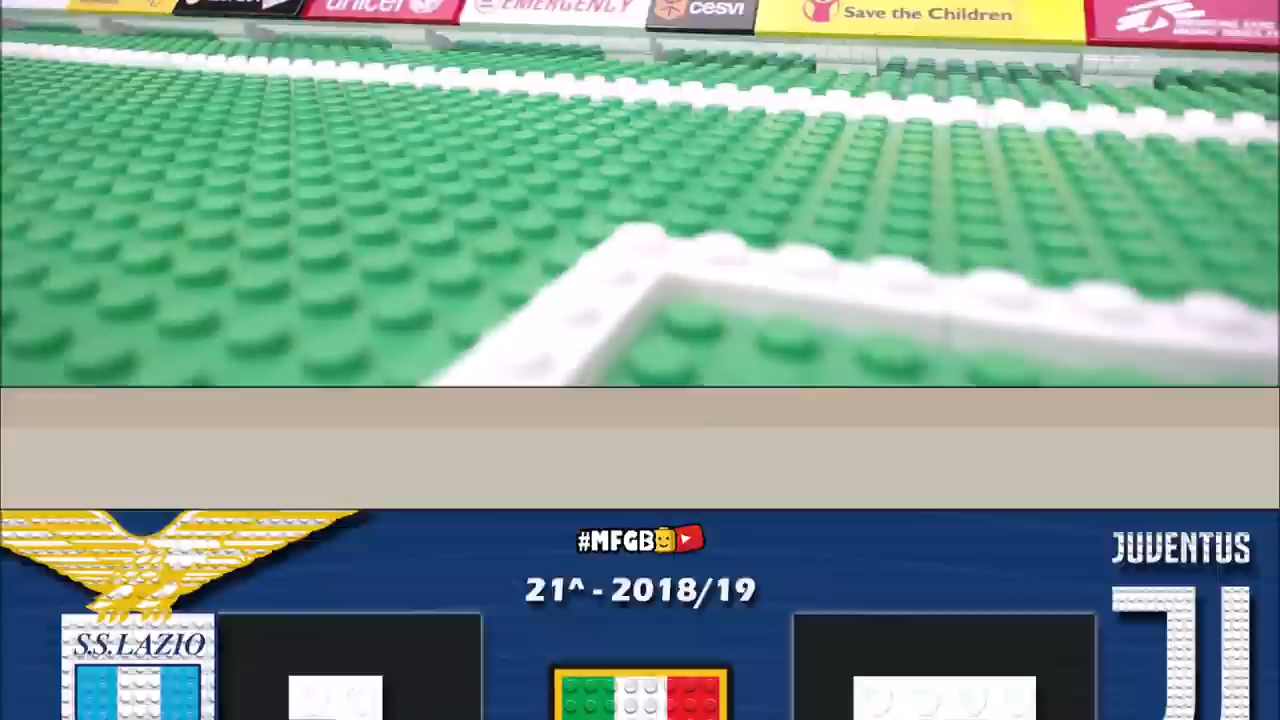 unicef
EMERGENCY
cesvi
Save the Children
#MFGB
21^ - 2018/19
JUVENTUS
S.S.LAZIO